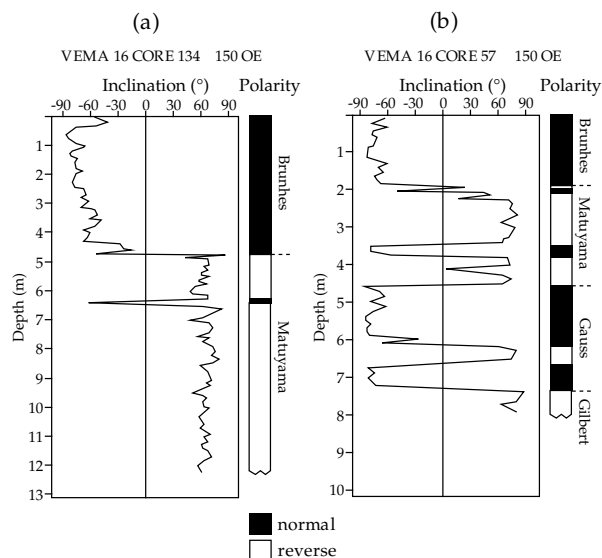 (a)
VEMA 16 CORE 134 150 OE
Inclination (°) Polarity
-90 -60 -30 0 30 60 90
Depth (m)
1
2
3
4
5
6
7
8
9
10
11
12
13
Brunhes
Matuyama
(b)
VEMA 16 CORE 57 150 OE
Inclination (°) Polarity
-90 -60 -30 0 30 60 90
Depth (m)
1
2
3
4
5
6
7
8
9
10
Brunhes
Matuyama
Gauss
Gilbert
normal
reverse